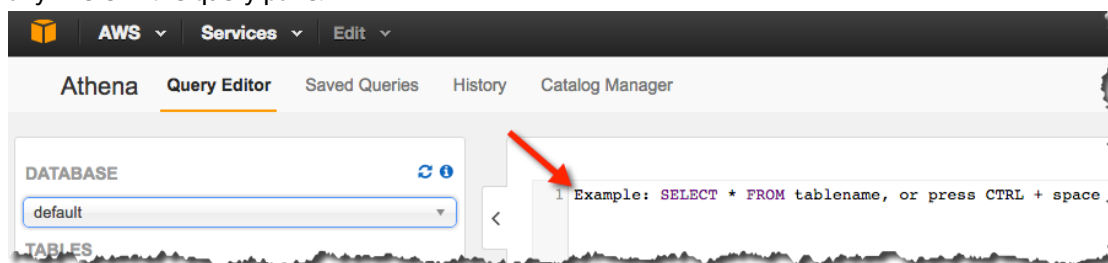 AWS Services Edit
Athena Query Editor Saved Queries History Catalog Manager
DATABASE
default
TABLES
1 Example: SELECT * FROM tablename, or press CTRL + space